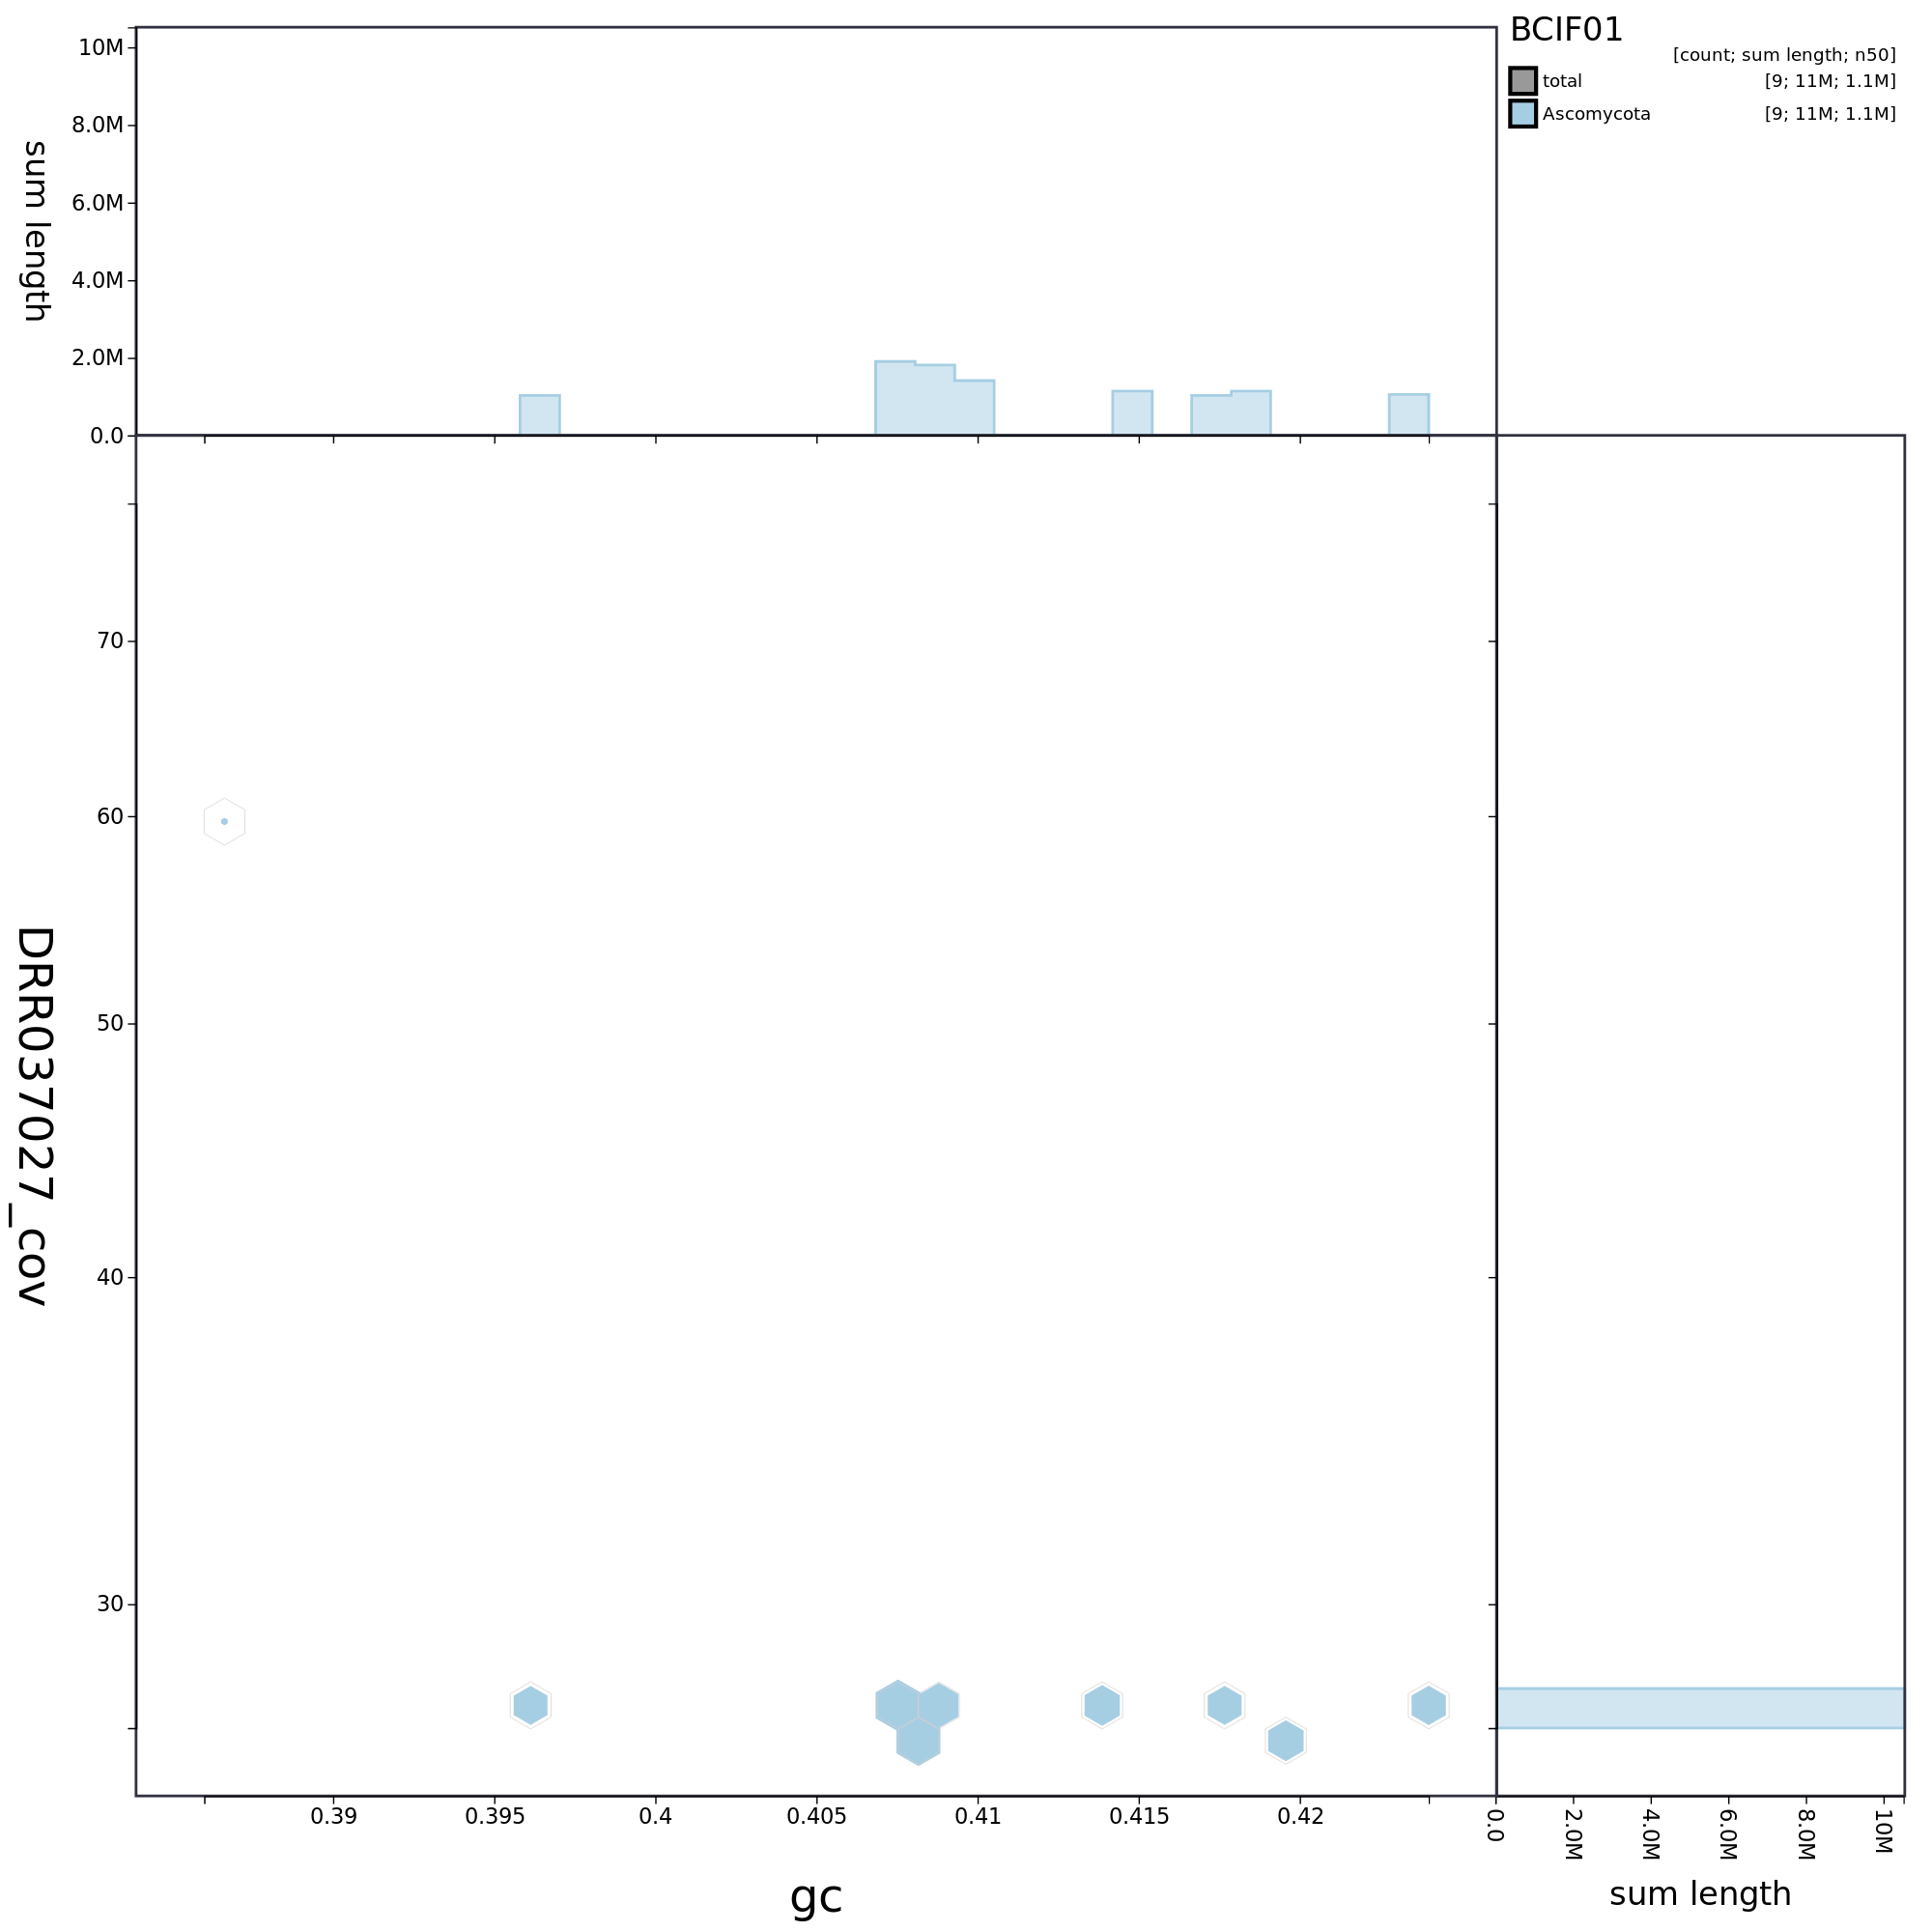 BCIF01
[count; sum length; n50]
total [9; 11M; 1.1M]
Ascomycota [9; 11M; 1.1M]
sum length
10M
8.0M
6.0M
4.0M
2.0M
0.0
DRR037027_cov
70
60
50
40
30
0.39 0.395 0.4 0.405 0.41 0.415 0.42
gc
0.0 2.0M 4.0M 6.0M 8.0M 10M
sum length